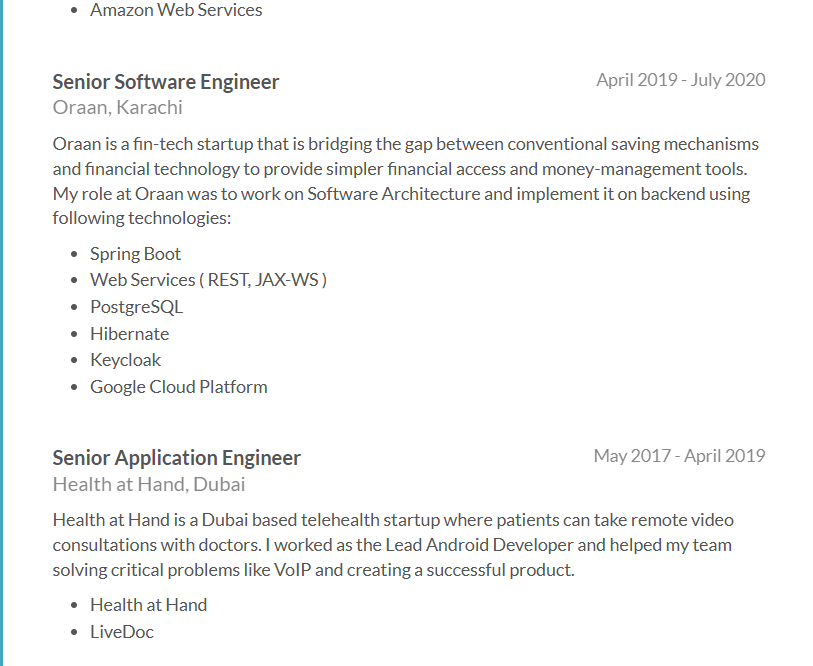 • Amazon Web Services
Senior Software Engineer
April 2019 - July 2020
Oraan, Karachi
Oraan is a fin-tech startup that is bridging the gap between conventional saving mechanisms
and financial technology to provide simpler financial access and money-management tools.
My role at Oraan was to work on Software Architecture and implement it on backend using
following technologies:
• Spring Boot
• Web Services ( REST, JAX-WS )
• PostgreSQL
• Hibernate
• Keycloak
• Google Cloud Platform
Senior Application Engineer
May 2017 - April 2019
Health at Hand, Dubai
Health at Hand is a Dubai based telehealth startup where patients can take remote video
consultations with doctors. I worked as the Lead Android Developer and helped my team
solving critical problems like VoIP and creating a successful product.
• Health at Hand
• LiveDoc